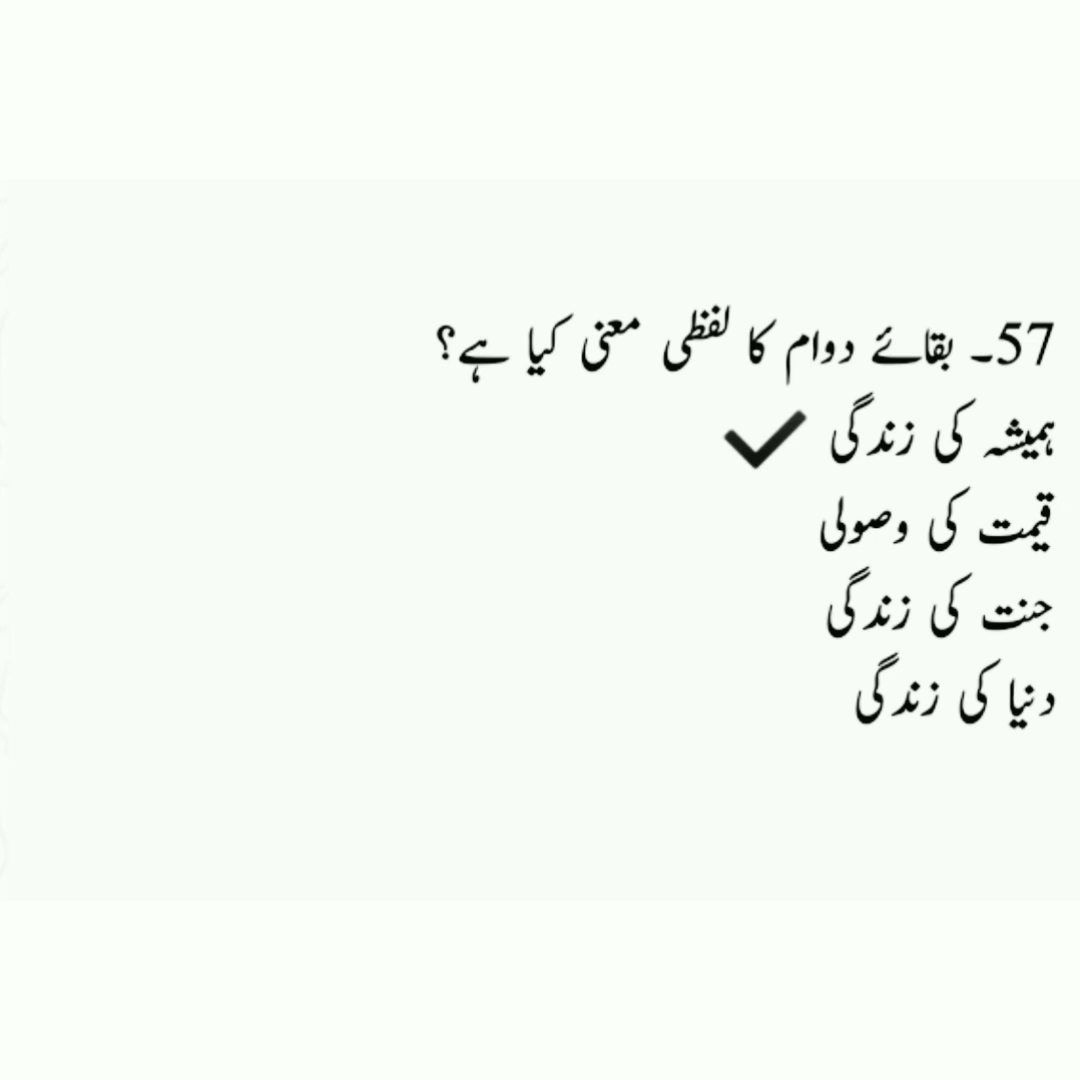 57۔ بقائے دوام کا لفظی معنی کیا ہے؟
ہمیشہ کی زندگی ✔
قیمت کی وصولی
جنت کی زندگی
دنیا کی زندگی